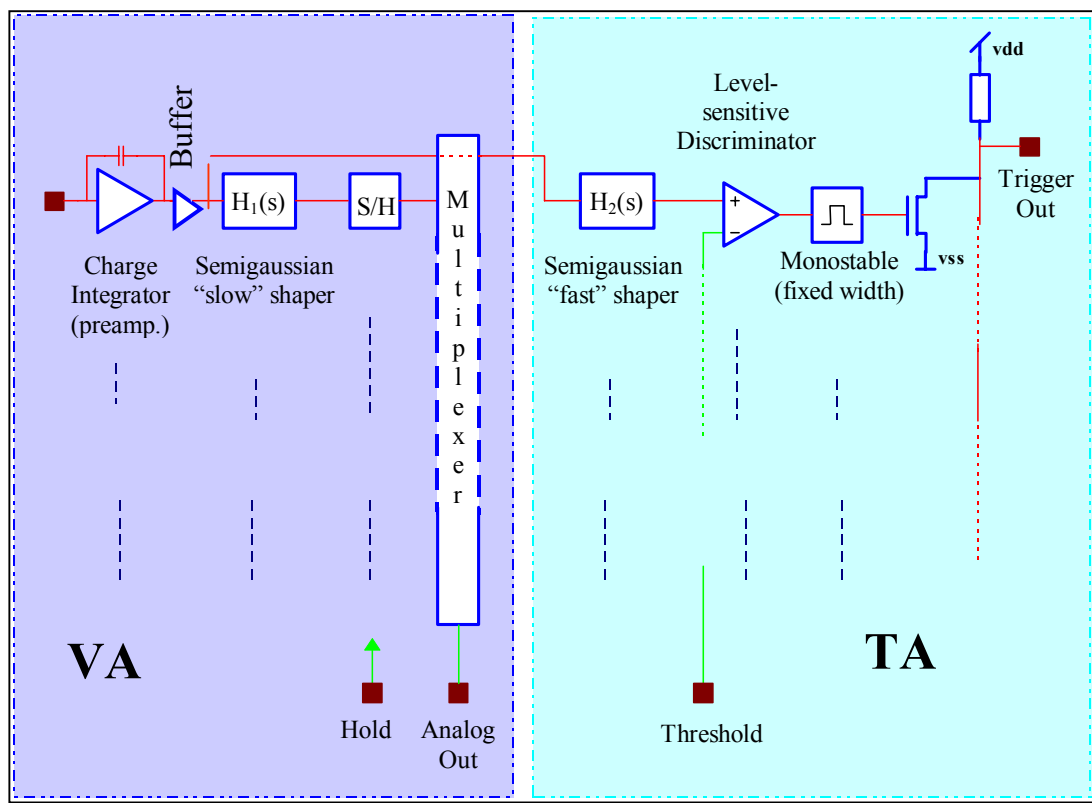 Buffer
H1(s)
S/H
Multiplexer
Charge
Integrator
(preamp.)
Semigaussian
“slow” shaper
VA
Hold
Analog
Out
Level-
sensitive
Discriminator
vdd
H2(s)
+
−
Trigger
Out
vss
Semigaussian
“fast” shaper
Monostable
(fixed width)
TA
Threshold